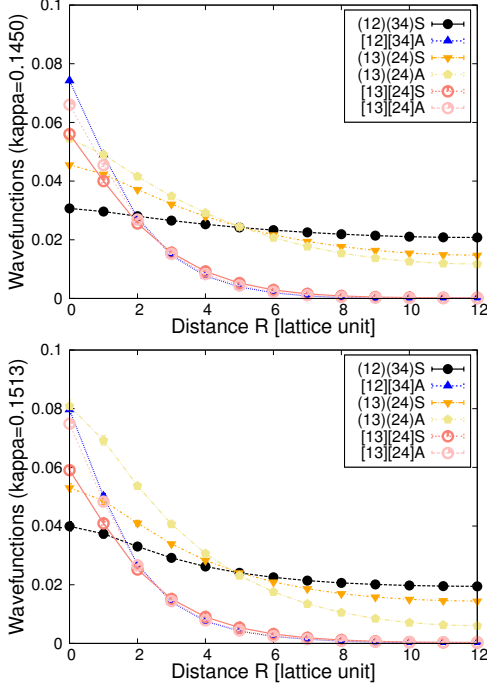 Wavefunctions (kappa=0.1450)
0.1
0.08
0.06
0.04
0.02
0
(12)(34)S
[12][34]A
(13)(24)S
(13)(24)A
[13][24]S
[13][24]A
0 2 4 6 8 10 12
Distance R [lattice unit]
Wavefunctions (kappa=0.1513)
0.1
0.08
0.06
0.04
0.02
0
(12)(34)S
[12][34]A
(13)(24)S
(13)(24)A
[13][24]S
[13][24]A
0 2 4 6 8 10 12
Distance R [lattice unit]